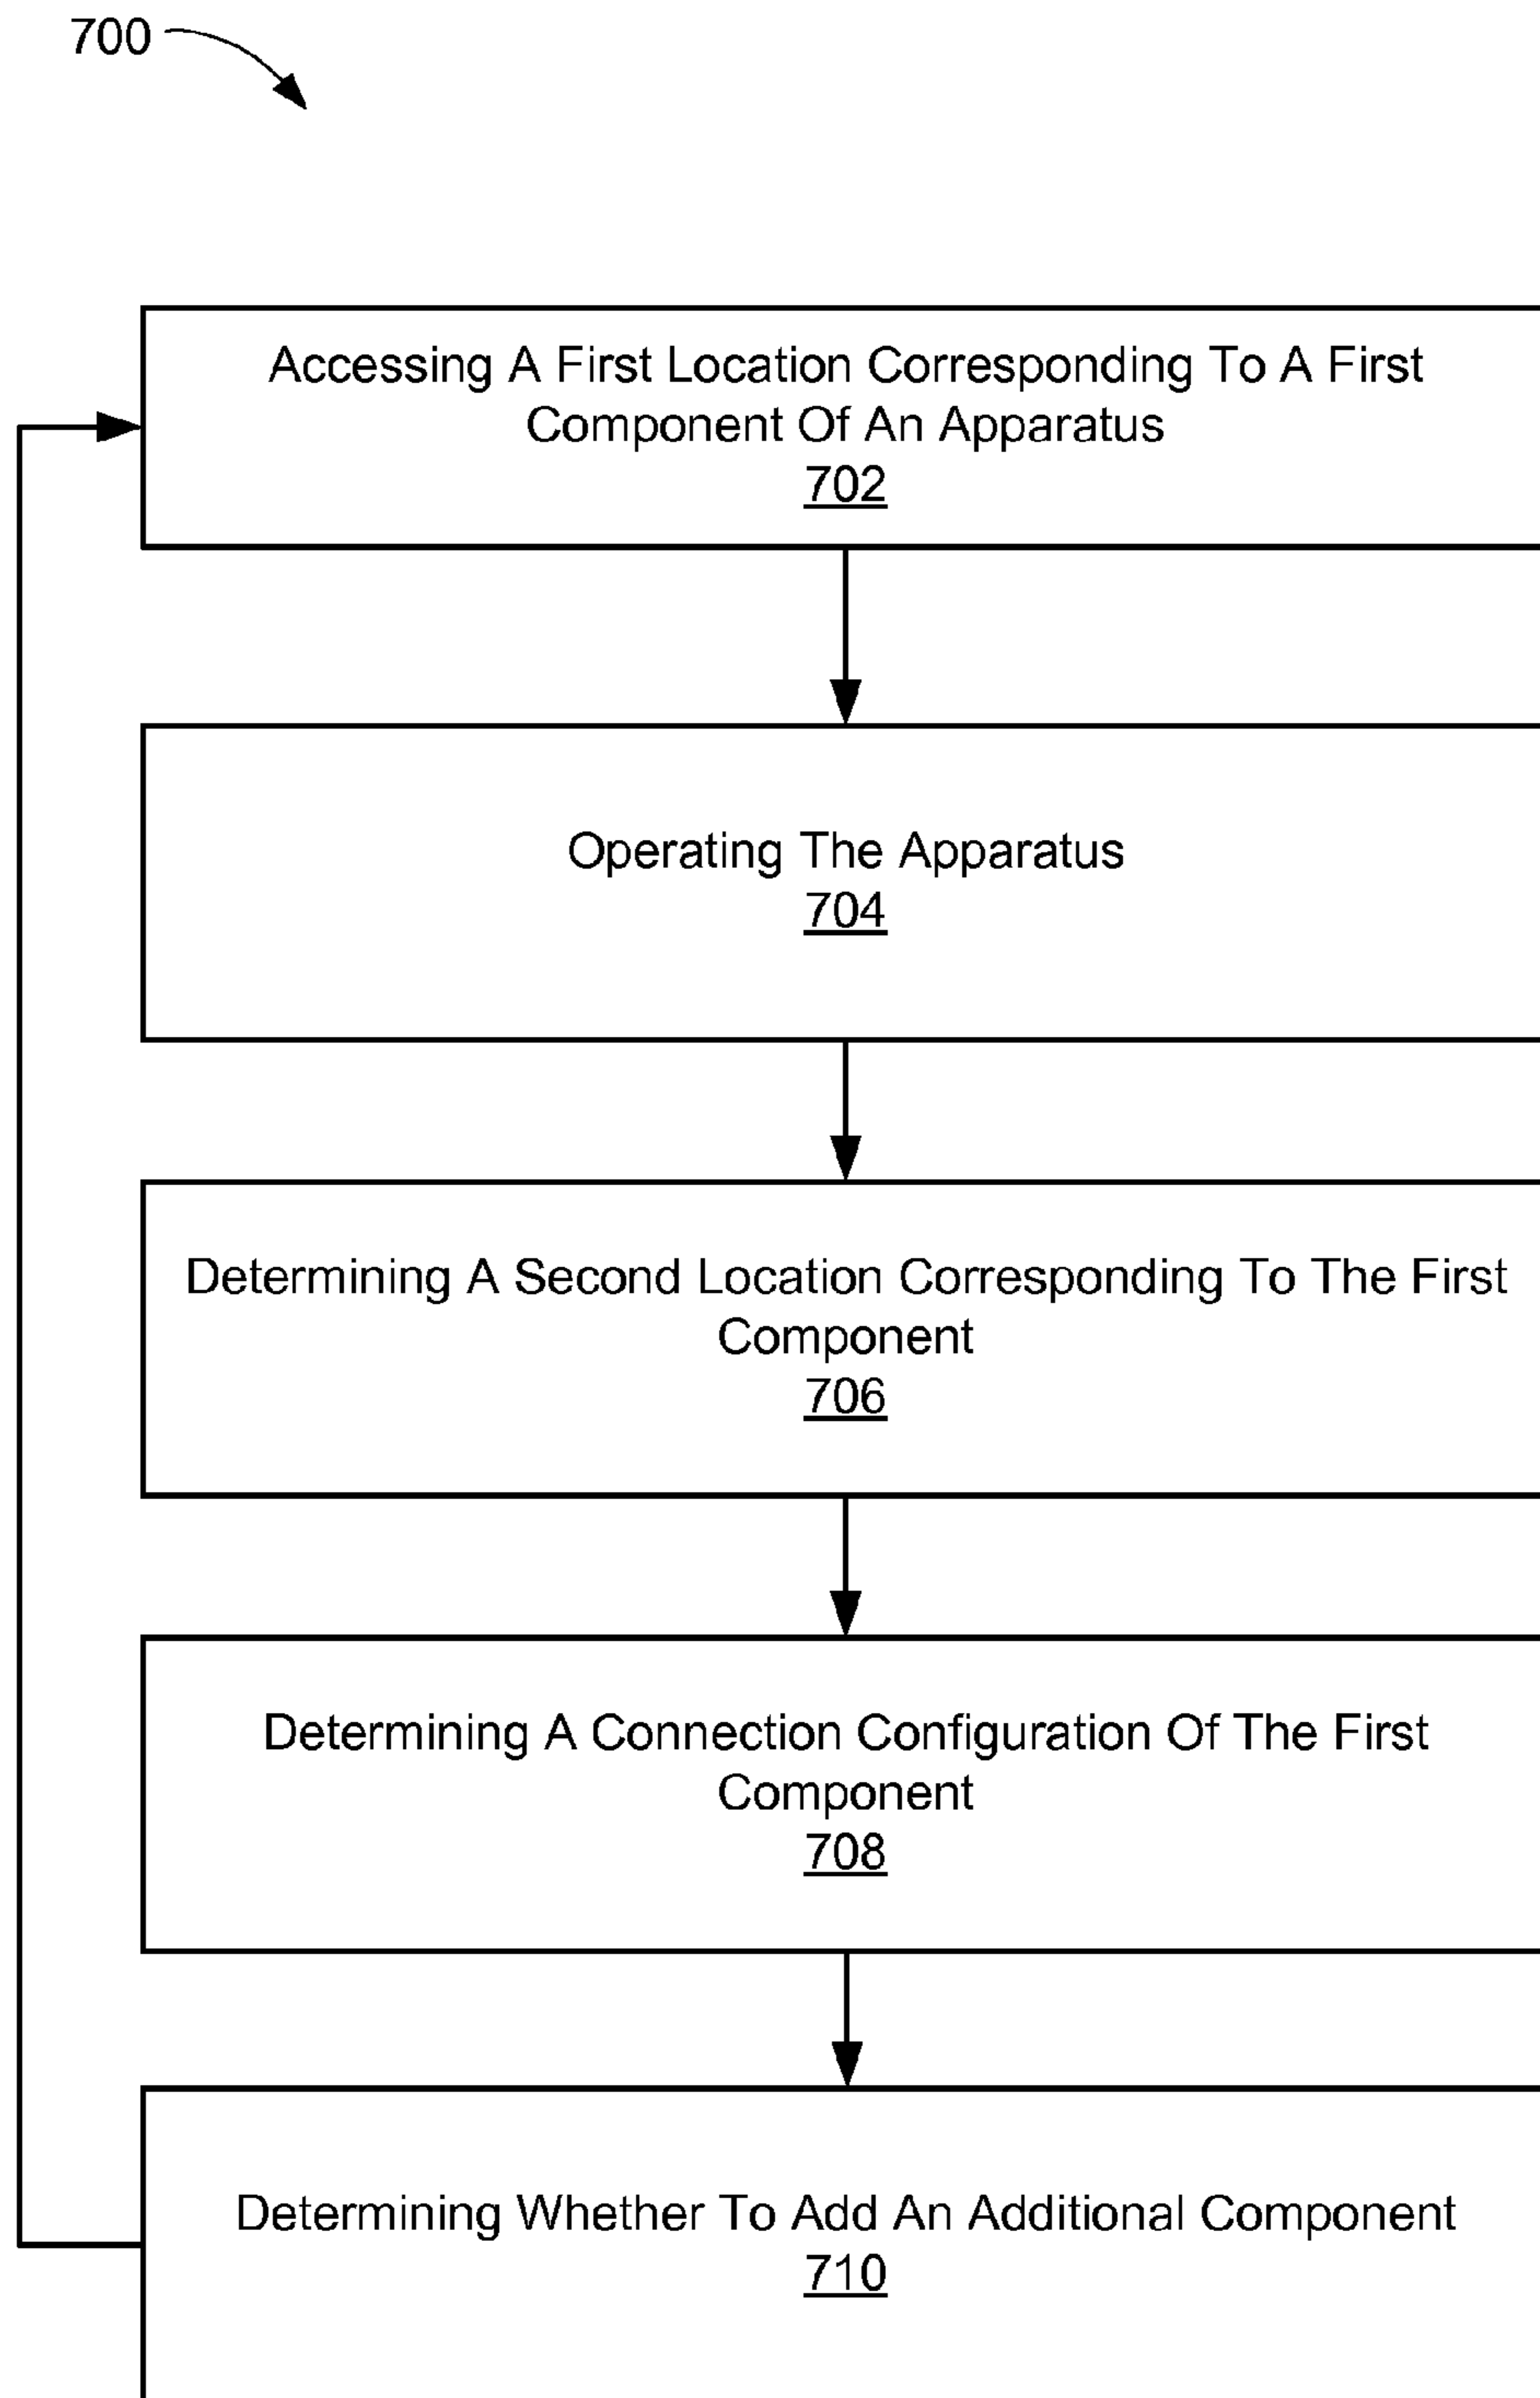 700
Accessing A First Location Corresponding To A First
Component Of An Apparatus
702
Operating The Apparatus
704
Determining A Second Location Corresponding To The First
Component
706
Determining A Connection Configuration Of The First
Component
708
Determining Whether To Add An Additional Component
710